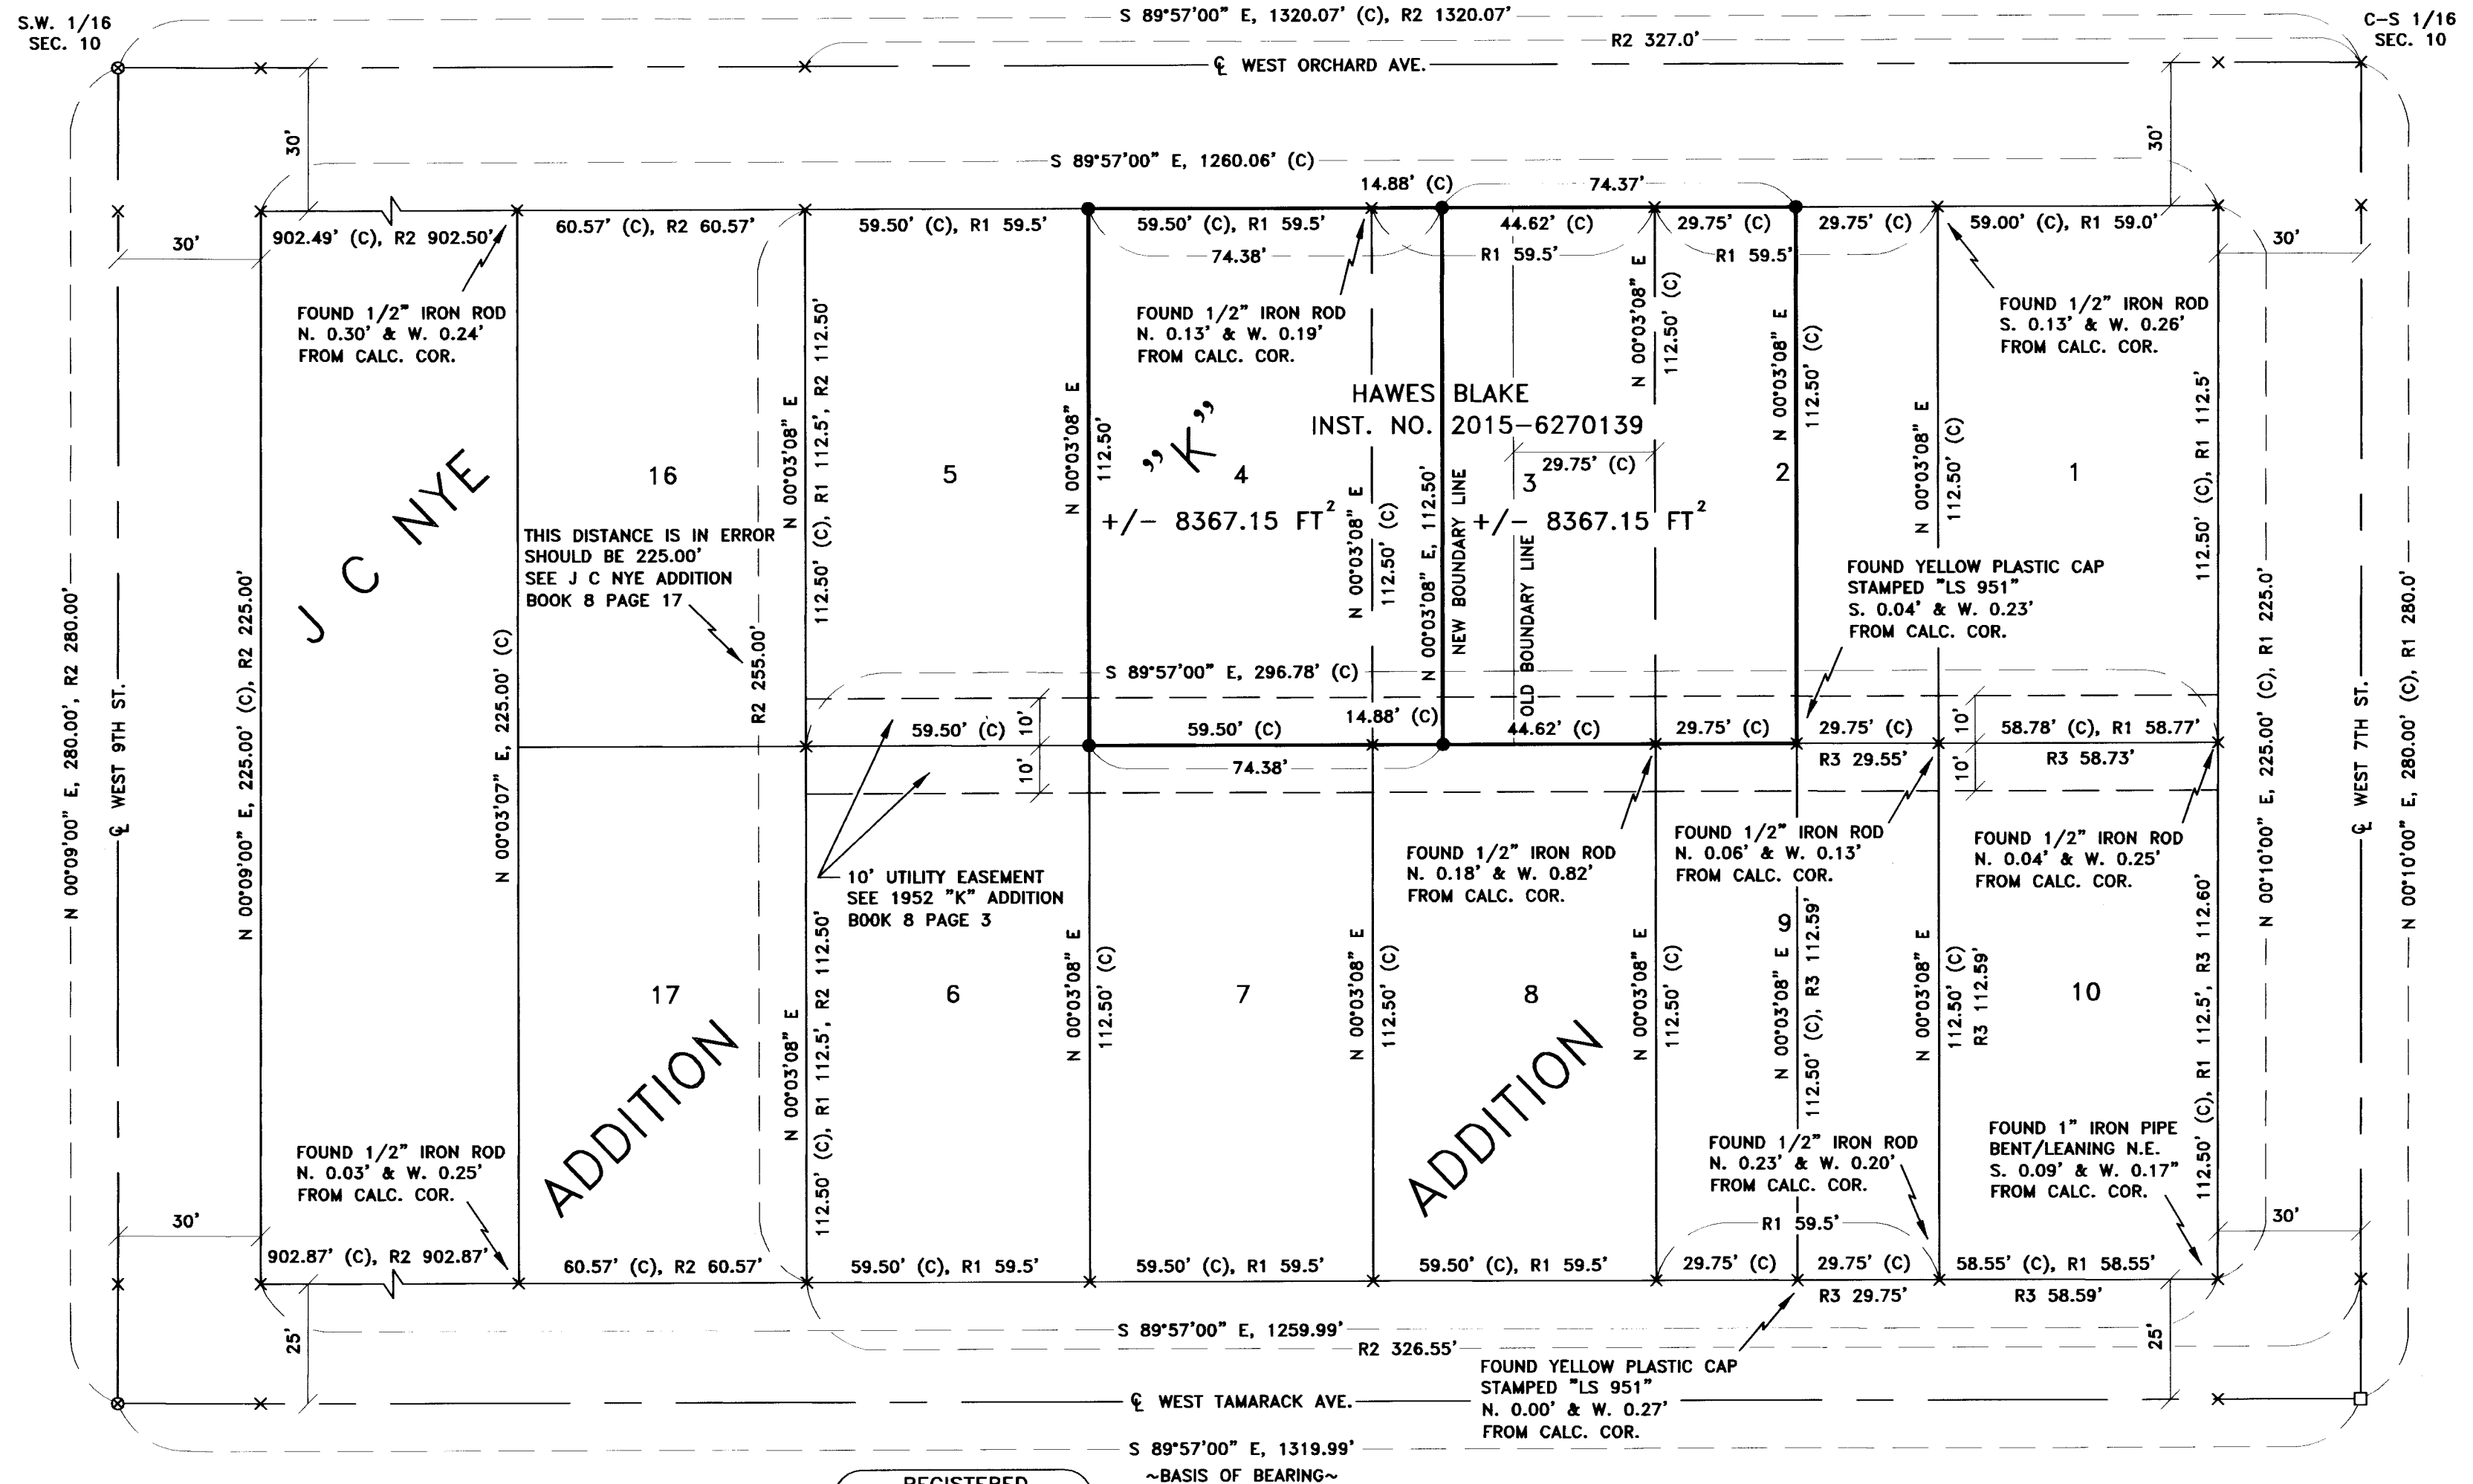 S.W. 1/16
SEC. 10
S 89°57'00" E, 1320.07' (C), R2 1320.07'
C-S 1/16
SEC. 10
R2 327.0'
℄ WEST ORCHARD AVE.
30'
30'
S 89°57'00" E, 1260.06' (C)
14.88' (C)
74.37'
902.49' (C), R2 902.50'
60.57' (C), R2 60.57'
59.50' (C), R1 59.5'
59.50' (C), R1 59.5'
44.62' (C)
29.75' (C)
29.75' (C)
59.00' (C), R1 59.0'
30'
30'
74.38'
R1 59.5'
R1 59.5'
FOUND 1/2" IRON ROD
N. 0.30' & W. 0.24'
FROM CALC. COR.
FOUND 1/2" IRON ROD
N. 0.13' & W. 0.19'
FROM CALC. COR.
FOUND 1/2" IRON ROD
S. 0.13' & W. 0.26'
FROM CALC. COR.
N 00°03'08" E
112.50' (C), R1 112.5', R2 112.50'
N 00°03'08" E
112.50'
N 00°03'08" E
112.50' (C)
N 00°03'08" E, 112.50'
NEW BOUNDARY LINE
OLD BOUNDARY LINE
N 00°03'08" E
112.50' (C)
N 00°03'08" E
112.50' (C)
N 00°03'08" E
112.50' (C)
112.50' (C), R1 112.5'
HAWES BLAKE
INST. NO. 2015-6270139
"K"
29.75' (C)
J C NYE
16
5
4
3
2
1
+/- 8367.15 FT2
+/- 8367.15 FT2
THIS DISTANCE IS IN ERROR
SHOULD BE 225.00'
SEE J C NYE ADDITION
BOOK 8 PAGE 17
R2 255.00'
FOUND YELLOW PLASTIC CAP
STAMPED "LS 951"
S. 0.04' & W. 0.23'
FROM CALC. COR.
N 00°09'00" E, 280.00', R2 280.00'
℄ WEST 9TH ST.
N 00°09'00" E, 225.00' (C), R2 225.00'
N 00°03'07" E, 225.00' (C)
N 00°10'00" E, 225.00' (C), R1 225.0'
℄ WEST 7TH ST.
N 00°10'00" E, 280.00' (C), R1 280.0'
S 89°57'00" E, 296.78' (C)
10'
10'
59.50' (C)
59.50' (C)
14.88' (C)
44.62' (C)
29.75' (C)
29.75' (C)
58.78' (C), R1 58.77'
10'
10'
74.38'
R3 29.55'
R3 58.73'
10' UTILITY EASEMENT
SEE 1952 "K" ADDITION
BOOK 8 PAGE 3
FOUND 1/2" IRON ROD
N. 0.18' & W. 0.82'
FROM CALC. COR.
FOUND 1/2" IRON ROD
N. 0.06' & W. 0.13'
FROM CALC. COR.
FOUND 1/2" IRON ROD
N. 0.04' & W. 0.25'
FROM CALC. COR.
17
6
7
8
9
10
N 00°03'08" E
112.50' (C), R1 112.5', R2 112.50'
N 00°03'08" E
112.50' (C)
N 00°03'08" E
112.50' (C)
N 00°03'08" E
112.50' (C)
N 00°03'08" E
112.50' (C), R3 112.59'
N 00°03'08" E
112.50' (C)
R3 112.59'
112.50' (C), R1 112.5', R3 112.60'
ADDITION
ADDITION
FOUND 1/2" IRON ROD
N. 0.03' & W. 0.25'
FROM CALC. COR.
FOUND 1/2" IRON ROD
N. 0.23' & W. 0.20'
FROM CALC. COR.
FOUND 1" IRON PIPE
BENT/LEANING N.E.
S. 0.09' & W. 0.17"
FROM CALC. COR.
30'
R1 59.5'
30'
902.87' (C), R2 902.87'
60.57' (C), R2 60.57'
59.50' (C), R1 59.5'
59.50' (C), R1 59.5'
59.50' (C), R1 59.5'
29.75' (C)
29.75' (C)
58.55' (C), R1 58.55'
R3 29.75'
R3 58.59'
25'
25'
S 89°57'00" E, 1259.99'
R2 326.55'
FOUND YELLOW PLASTIC CAP
STAMPED "LS 951"
N. 0.00' & W. 0.27'
FROM CALC. COR.
℄ WEST TAMARACK AVE.
S 89°57'00" E, 1319.99'
~BASIS OF BEARING~
REGISTERED